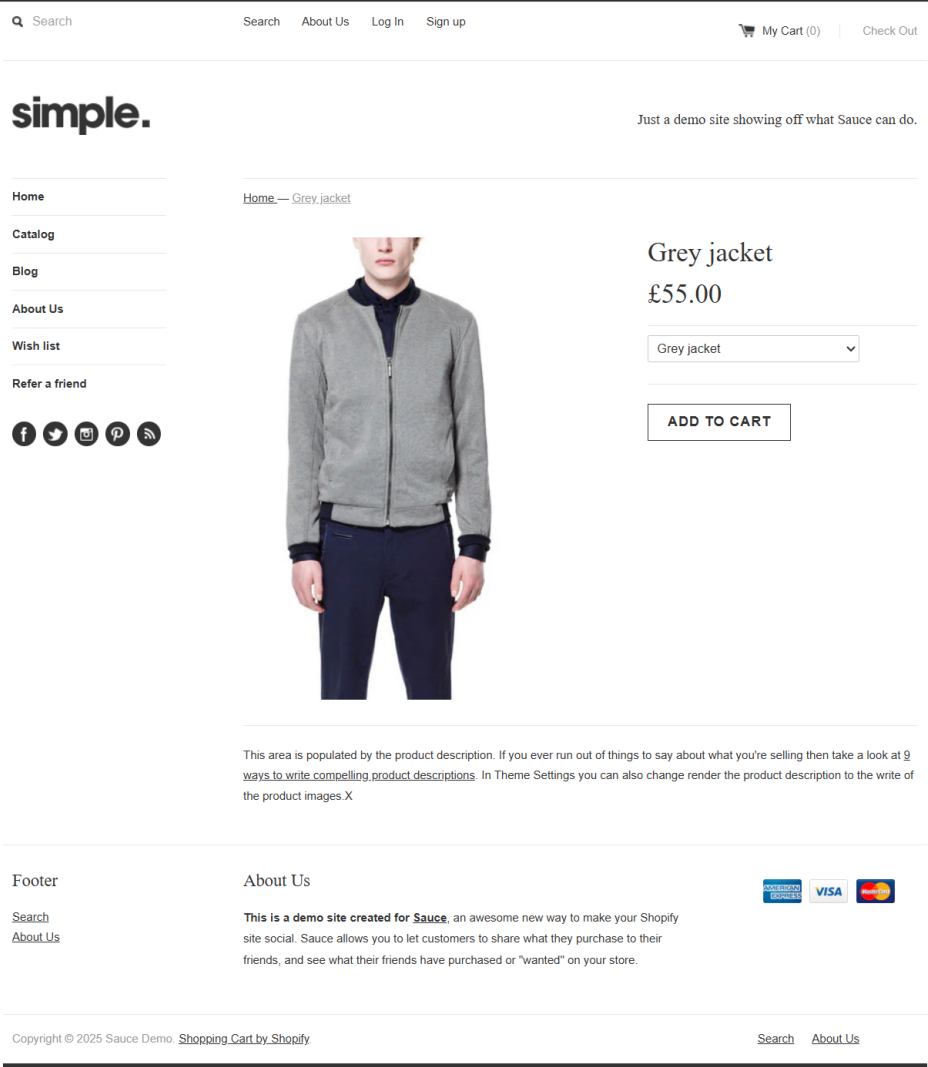 Search
Search About Us Log In Sign up
My Cart (0) Check Out
simple.
Just a demo site showing off what Sauce can do.
Home
Catalog
Blog
About Us
Wish list
Refer a friend
Home — Grey jacket
Grey jacket
£55.00
Grey jacket
ADD TO CART
This area is populated by the product description. If you ever run out of things to say about what you're selling then take a look at 9
ways to write compelling product descriptions. In Theme Settings you can also change render the product description to the write of
the product images.X
Footer
Search
About Us
About Us
This is a demo site created for Sauce, an awesome new way to make your Shopify
site social. Sauce allows you to let customers to share what they purchase to their
friends, and see what their friends have purchased or "wanted" on your store.
AMERICAN
EXPRESS
VISA
MasterCard
Copyright © 2025 Sauce Demo. Shopping Cart by Shopify
Search About Us